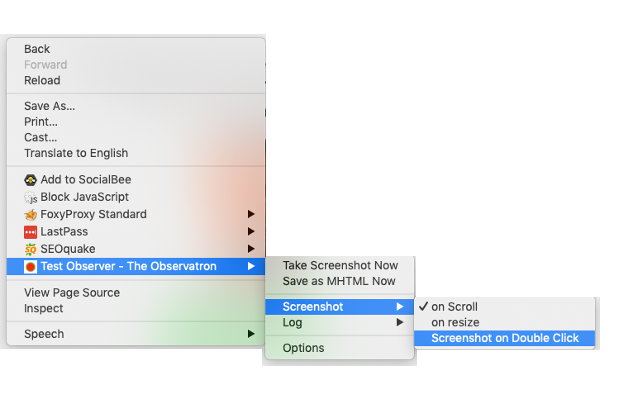 Back
Forward
Reload
Save As...
Print...
Cast...
Translate to English
Add to SocialBee
Block JavaScript
FoxyProxy Standard
LastPass
SEOquake
Test Observer - The Observatron
View Page Source
Inspect
Speech
Take Screenshot Now
Save as MHTML Now
Screenshot
Log
Options
✓ on Scroll
on resize
Screenshot on Double Click